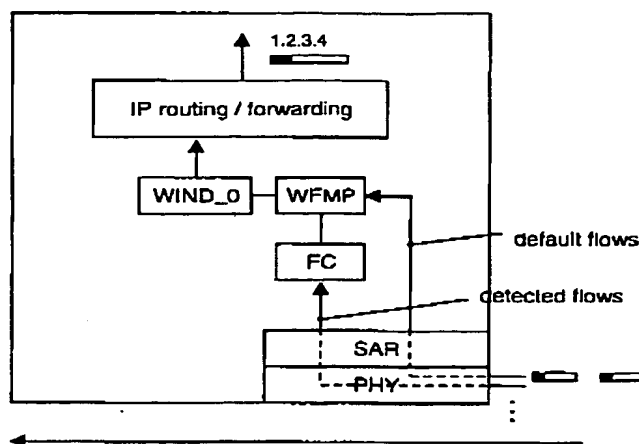 1.2.3.4
IP routing / forwarding
WIND_0
WFMP
default flows
FC
detected flows
SAR
PHY